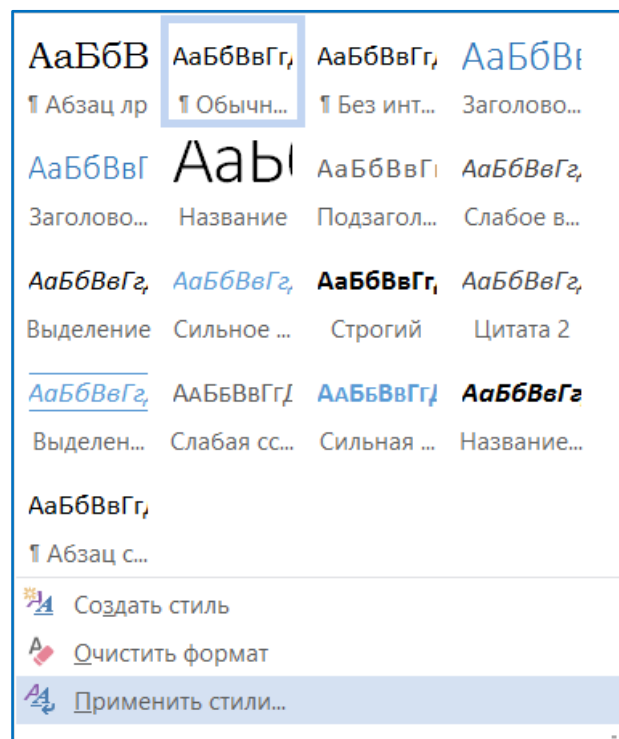 АаБбВ АаБбВвГг, АаБбВвГг, АаБбВв
¶ Абзац лр ¶ Обычн... ¶ Без инт... Заголово...
АаБбВвГ АаЫ АаБбВвГг АаБбВвГг,
Заголово... Название Подзагол... Слабое в...
АаБбВвГг, АаБбВвГг, АаБбВвГг, АаБбВвГг,
Выделение Сильное ... Строгий Цитата 2
АаБбВвГг, ААББВВГГД ААББВВГГД АаБбВвГг
Выделен... Слабая сс... Сильная ... Название...
АаБбВвГг,
¶ Абзац с...
Создать стиль
Очистить формат
Применить стили...